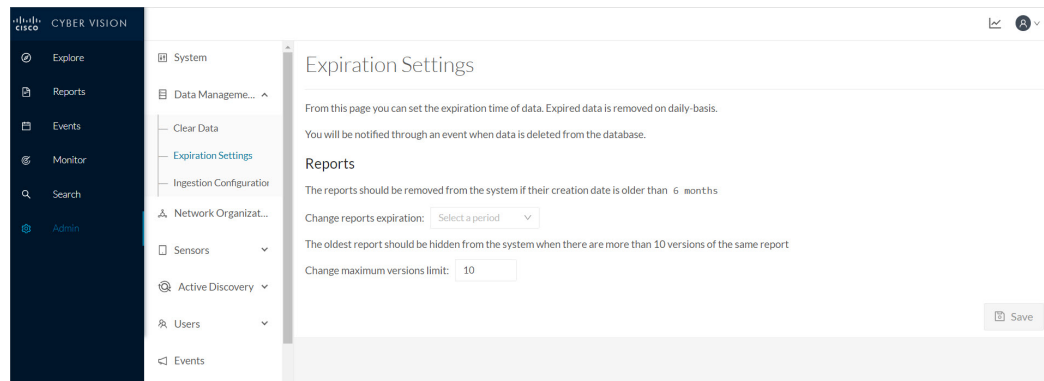 CISCO CYBER VISION
Explore
Reports
Events
Monitor
Search
Admin
System
Data Manageme...
Clear Data
Expiration Settings
Ingestion Configuration
Network Organizat...
Sensors
Active Discovery
Users
Events
Expiration Settings
From this page you can set the expiration time of data. Expired data is removed on daily-basis.
You will be notified through an event when data is deleted from the database.
Reports
The reports should be removed from the system if their creation date is older than 6 months
Change reports expiration: Select a period
The oldest report should be hidden from the system when there are more than 10 versions of the same report
Change maximum versions limit: 10
Save